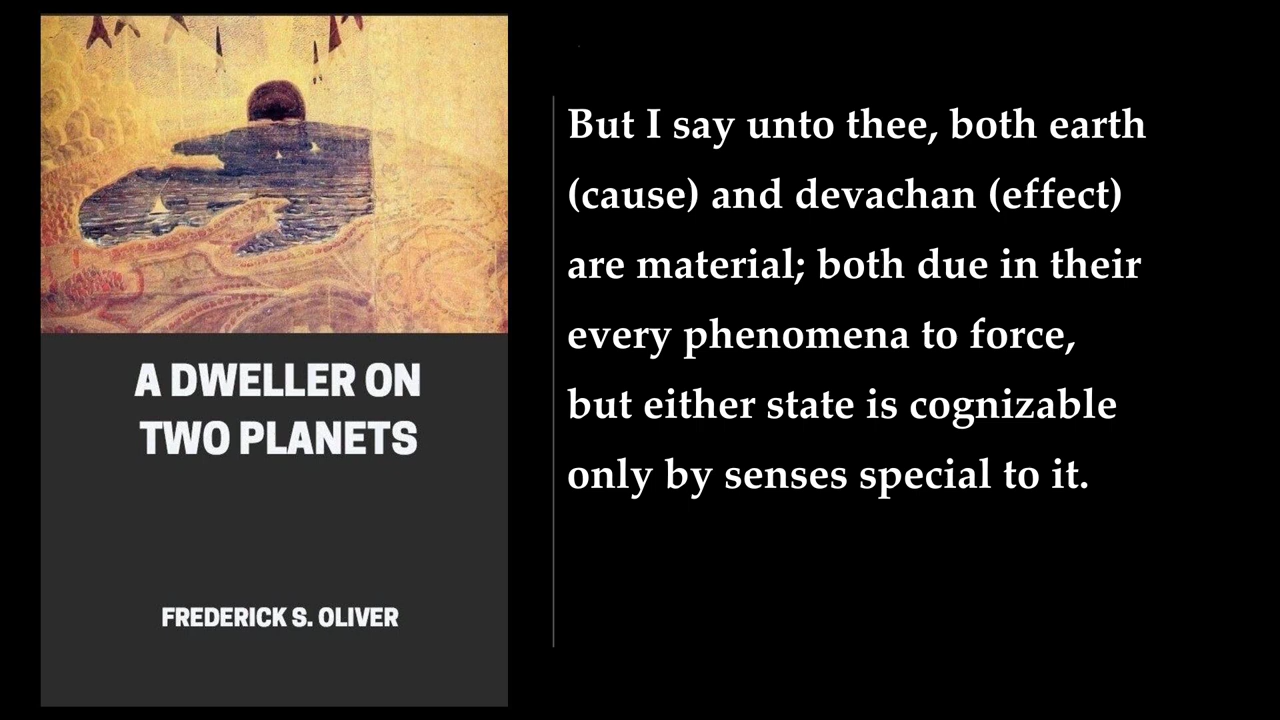 A DWELLER ON
TWO PLANETS
FREDERICK S. OLIVER
But I say unto thee, both earth
(cause) and devachan (effect)
are material; both due in their
every phenomena to force,
but either state is cognizable
only by senses special to it.